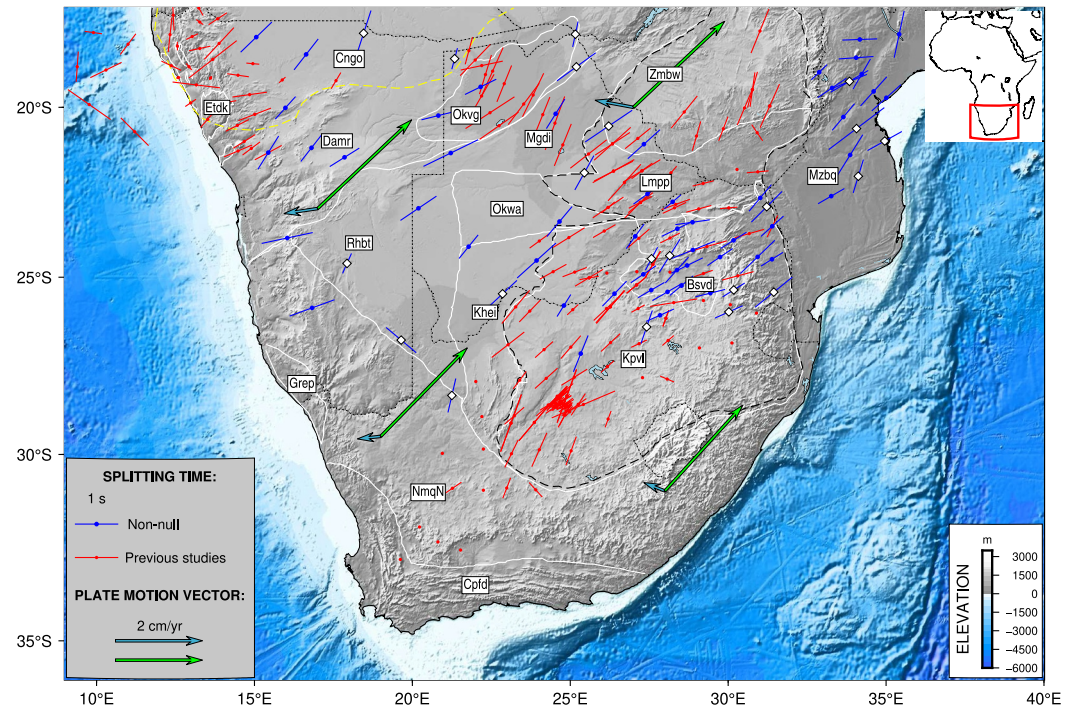 Cngo
Zmbw
20°S
Etdk
Okvg
Mgdi
Damr
Mzbq
Lmpp
Okwa
Rhbt
25°S
Bsvd
Khei
Kpvl
Grep
30°S
SPLITTING TIME:
1 s
Non-null
Previous studies
PLATE MOTION VECTOR:
2 cm/yr
NmqN
Cpfd
35°S
ELEVATION
m
3000
1500
0
−1500
−3000
−4500
−6000
10°E
15°E
20°E
25°E
30°E
35°E
40°E